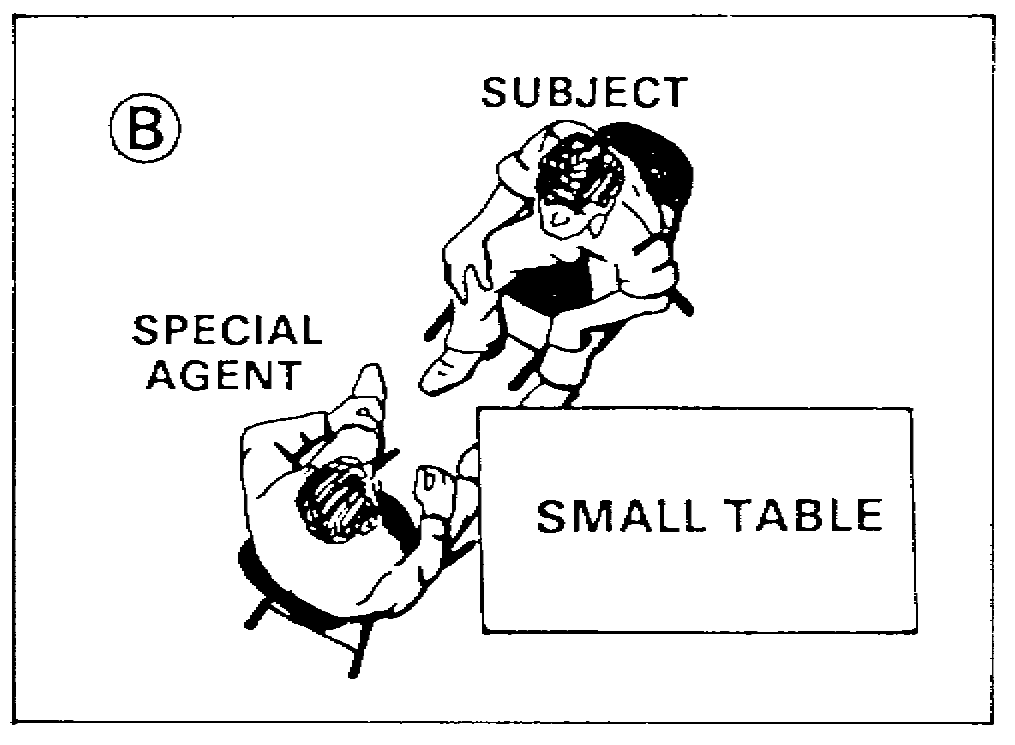 B
SUBJECT
SPECIAL
AGENT
SMALL TABLE